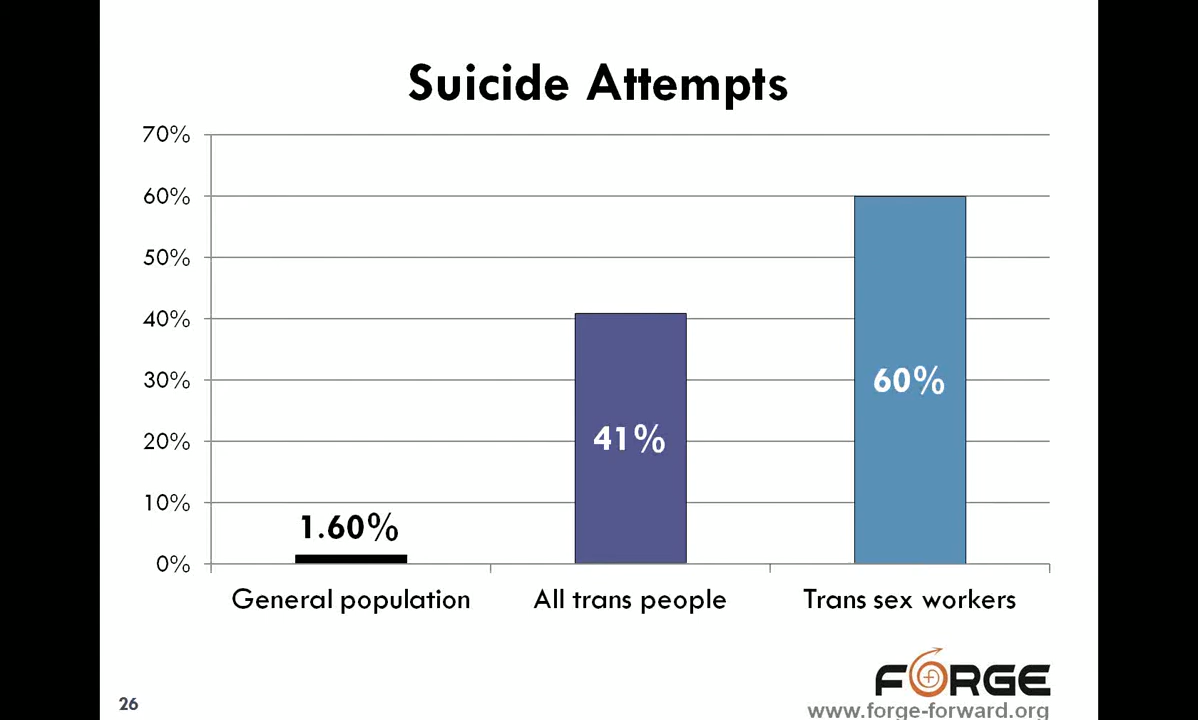 Suicide Attempts
70%
60%
50%
40%
30%
20%
10%
0%
1.60%
41%
60%
General population
All trans people
Trans sex workers
FORGE
www.forge-forward.org
26